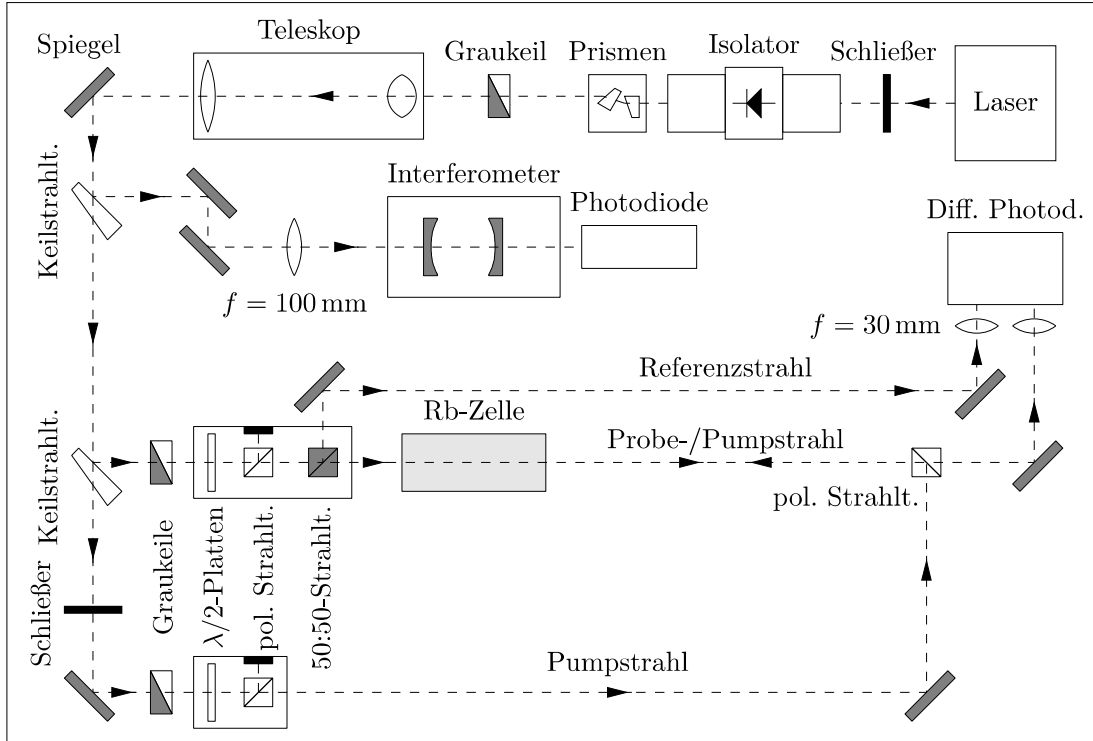 Spiegel
Teleskop
Graukeil
Prismen
Isolator
Schließer
Laser
Keilstrahlt.
Interferometer
Photodiode
Diff. Photod.
f = 100 mm
f = 30 mm
Referenzstrahl
Keilstrahlt.
Rb-Zelle
Probe-/Pumpstrahl
pol. Strahlt.
Schließer
Graukeile
λ/2-Platten
pol. Strahlt.
50:50-Strahlt.
Pumpstrahl